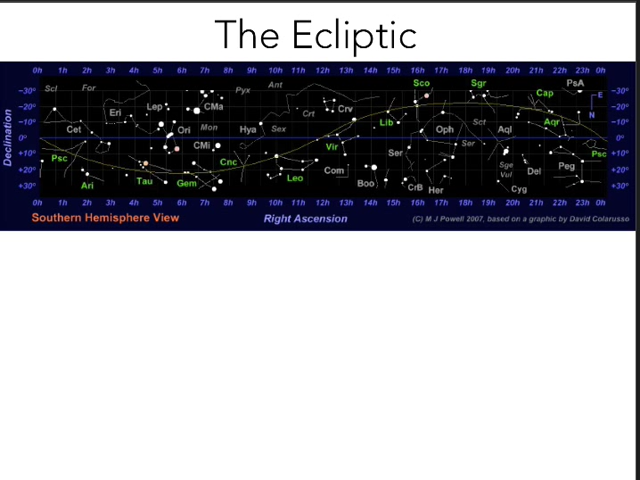 The Ecliptic
0h 1h 2h 3h 4h 5h 6h 7h 8h 9h 10h 11h 12h 13h 14h 15h 16h 17h 18h 19h 20h 21h 22h 23h 0h
Scl For Pyx Ant Sco Sgr PsA
−30° −30°
Cap E
−20° Eri Lep CMa Crt Crv −20°
N
−10° Cet Ori Mon Hya Sex Lib Oph Sct Aql Aqr −10°
Declination
0° 0°
CMi Vir Ser
+10° Psc Cnc Ser Psc +10°
+20° Tau Gem Leo Com Boo Sge Vul Del Peg +20°
+30° Ari CrB Her Cyg +30°
0h 1h 2h 3h 4h 5h 6h 7h 8h 9h 10h 11h 12h 13h 14h 15h 16h 17h 18h 19h 20h 21h 22h 23h 0h
Southern Hemisphere View Right Ascension (C) M J Powell 2007, based on a graphic by David Colarusso